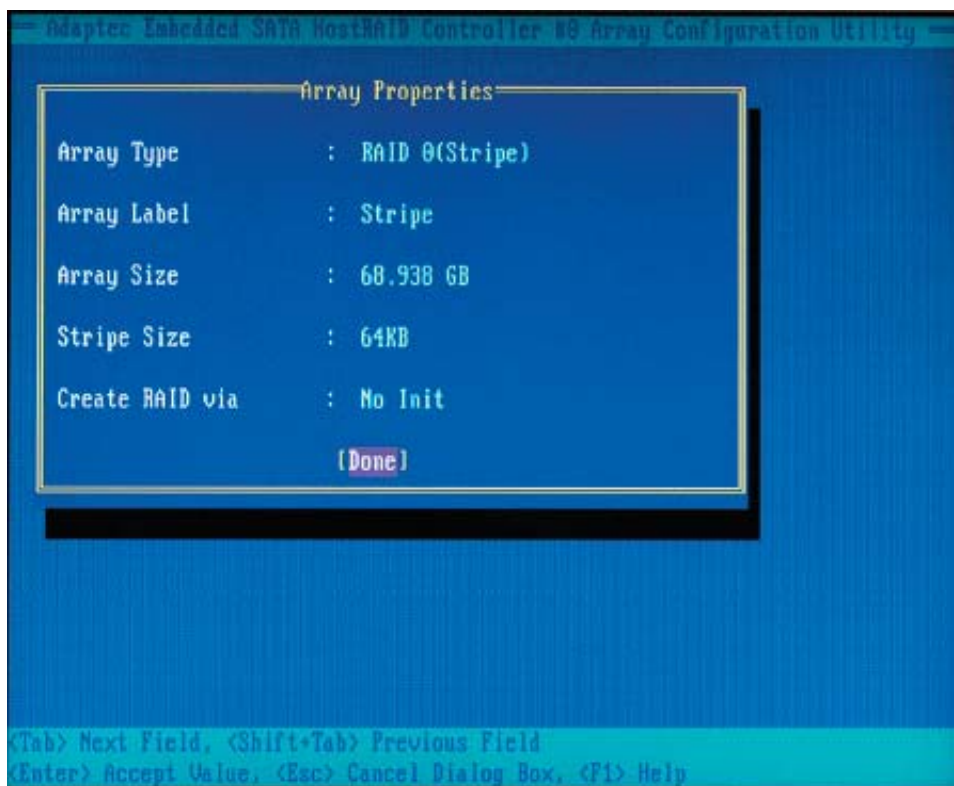 Adaptec Embedded SATA HostRAID Controller #0 Array Configuration Utility
Array Properties
Array Type : RAID 0(Stripe)
Array Label : Stripe
Array Size : 68.938 GB
Stripe Size : 64KB
Create RAID via : No Init
[Done]
<Tab> Next Field, <Shift+Tab> Previous Field
<Enter> Accept Value, <Esc> Cancel Dialog Box, <F1> Help